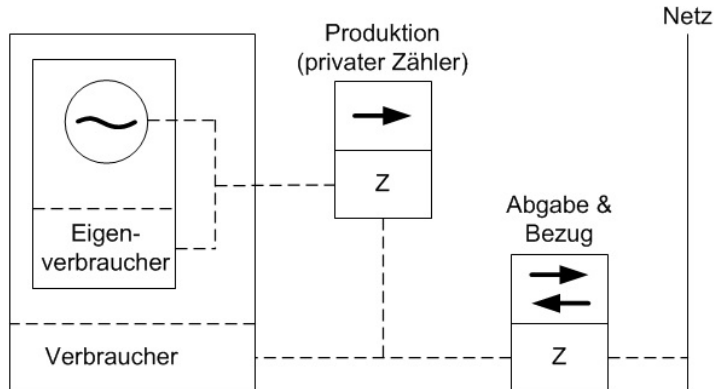 Netz
Produktion
(privater Zähler)
Z
Eigen-
verbraucher
Abgabe &
Bezug
Verbraucher
Z